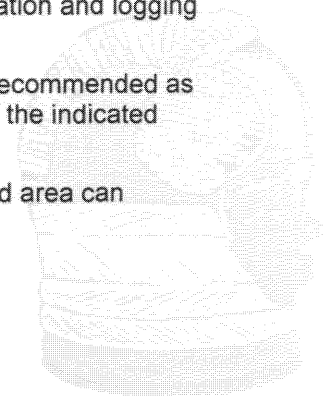 ation and logging
ecommended as
the indicated
d area can